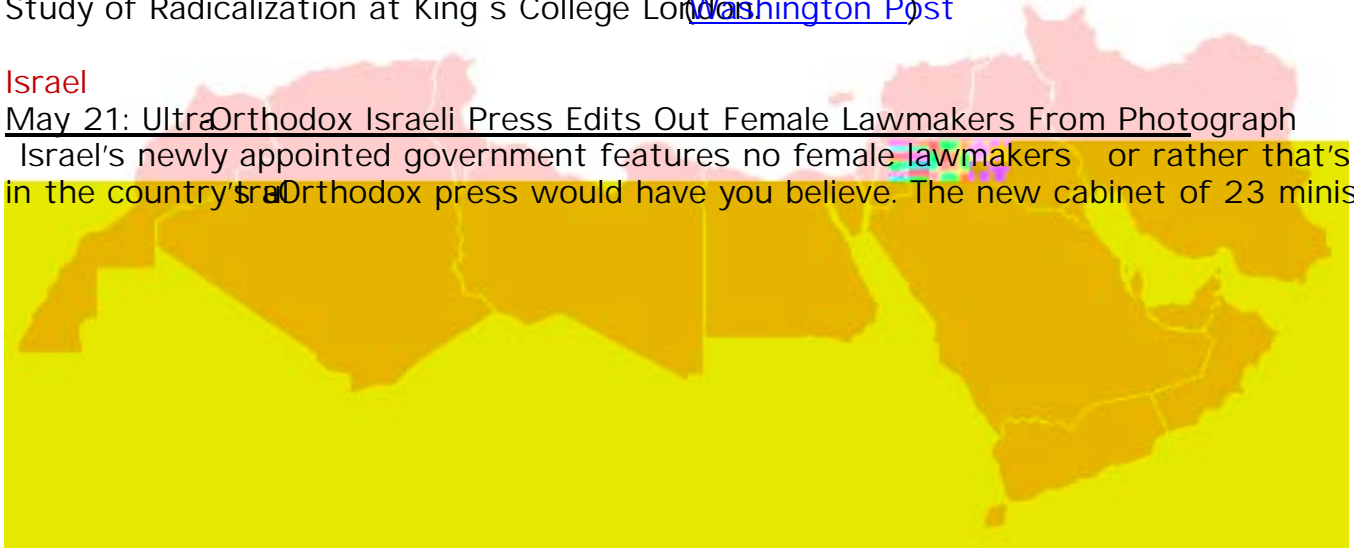 Study of Radicalization at King s College London. (Washington Post)
Israel
May 21: Ultra Orthodox Israeli Press Edits Out Female Lawmakers From Photograph
Israel's newly appointed government features no female lawmakers or rather that's
in the country's Orthodox press would have you believe. The new cabinet of 23 minis